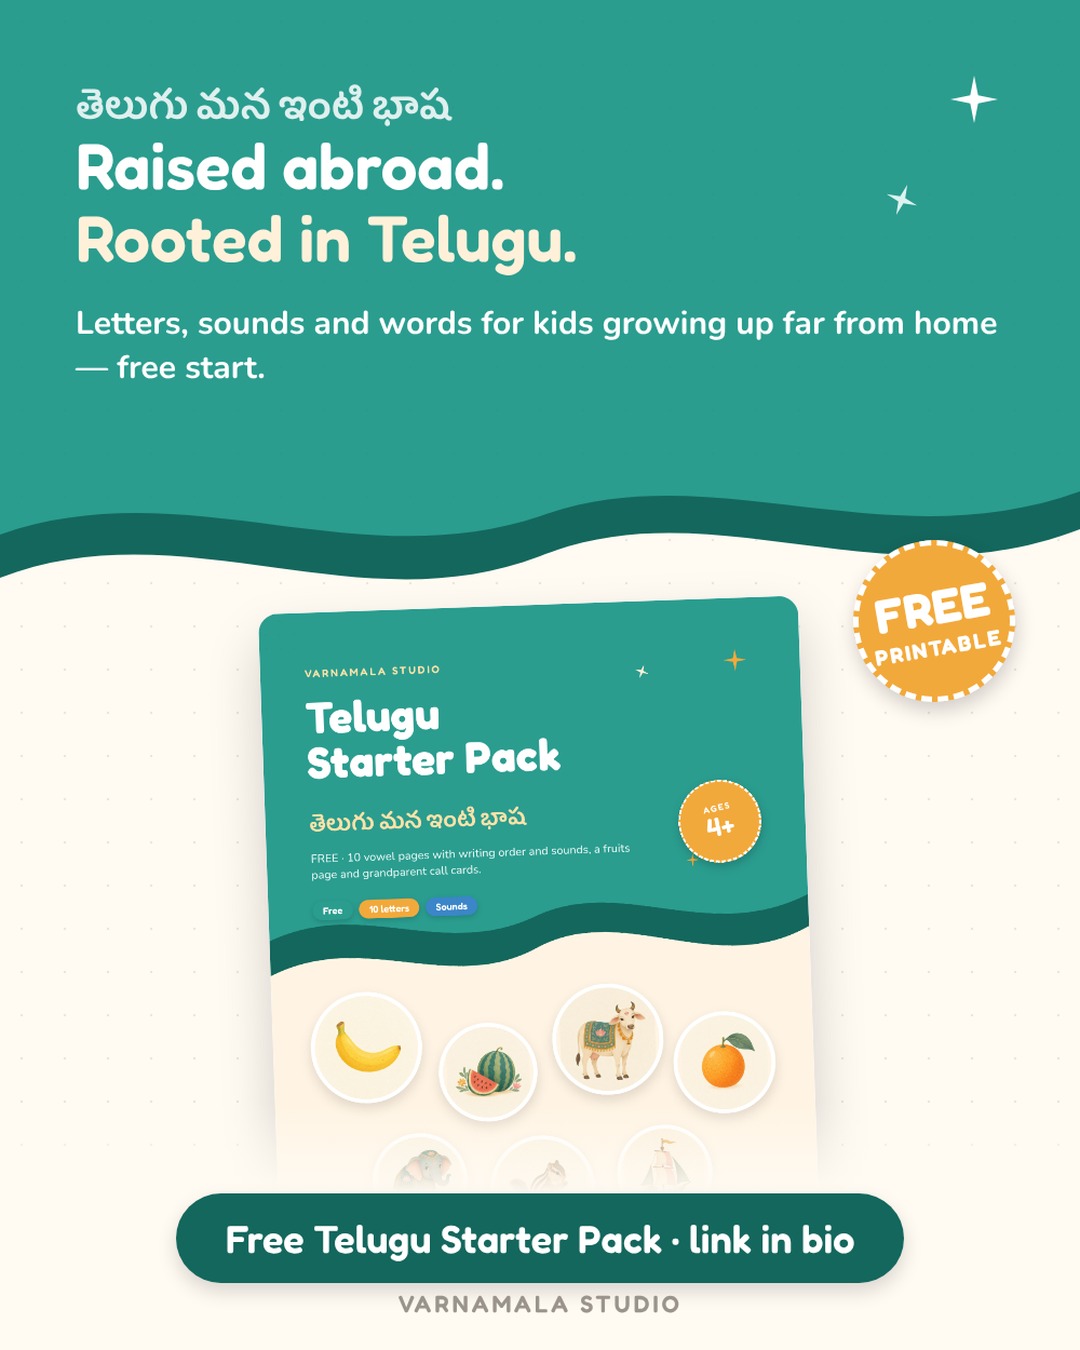 తెలుగు మన ఇంటి భాష
Raised abroad.
Rooted in Telugu.
Letters, sounds and words for kids growing up far from home
— free start.
FREE
PRINTABLE
VARNAMALA STUDIO
Telugu
Starter Pack
తెలుగు మన ఇంటి భాష
AGES
4+
FREE · 10 vowel pages with writing order and sounds, a fruits
page and grandparent call cards.
Free 10 letters Sounds
Free Telugu Starter Pack · link in bio
VARNAMALA STUDIO